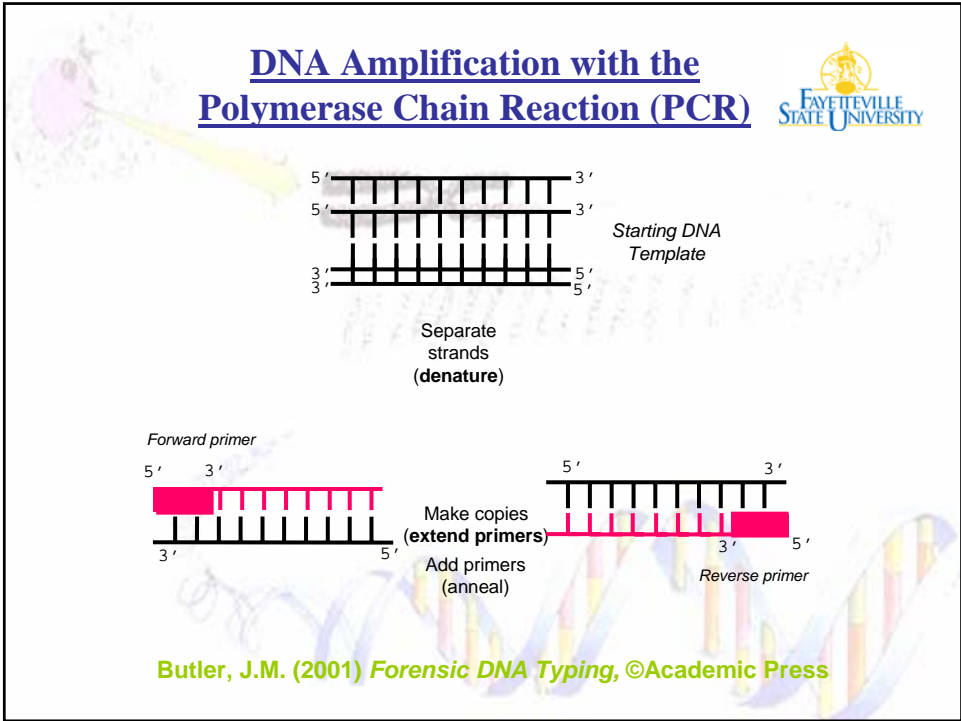 DNA Amplification with the
Polymerase Chain Reaction (PCR)
FAYETTEVILLE
STATE UNIVERSITY
5' 3'
5' 3'
Starting DNA
Template
3' 5'
3' 5'
Separate
strands
(denature)
Forward primer
5' 3'
5' 3'
Make copies
(extend primers)
3' 5'
3' 5'
Add primers
(anneal)
Reverse primer
Butler, J.M. (2001) Forensic DNA Typing, ©Academic Press